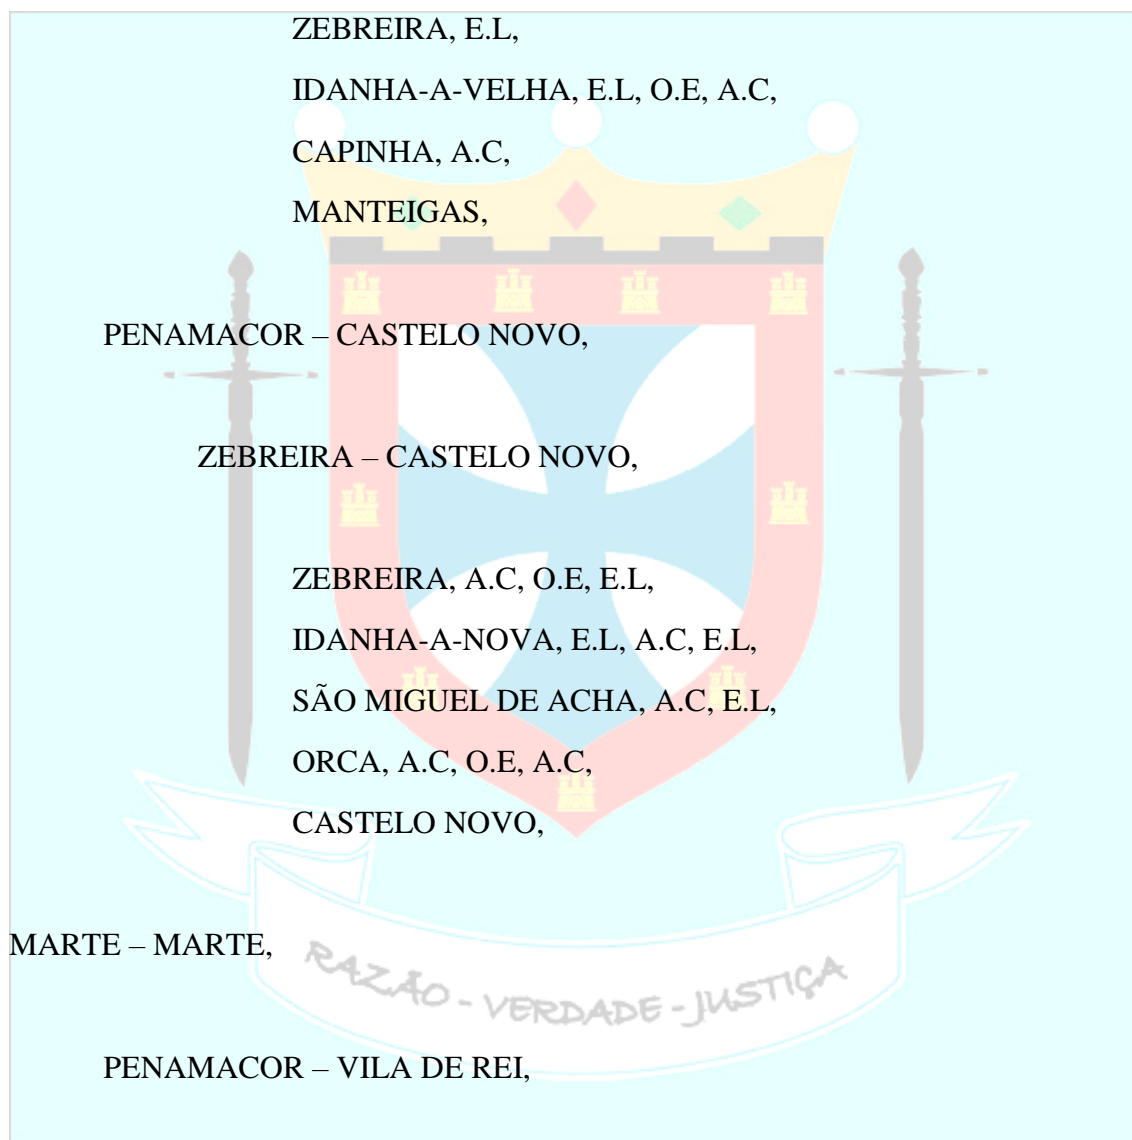 ZEBREIRA, E.L,
IDANHA-A-VELHA, E.L, O.E, A.C,
CAPINHA, A.C,
MANTEIGAS,
PENAMACOR – CASTELO NOVO,
ZEBREIRA – CASTELO NOVO,
ZEBREIRA, A.C, O.E, E.L,
IDANHA-A-NOVA, E.L, A.C, E.L,
SÃO MIGUEL DE ACHA, A.C, E.L,
ORCA, A.C, O.E, A.C,
CASTELO NOVO,
MARTE – MARTE,
RAZÃO - VERDADE - JUSTIÇA
PENAMACOR – VILA DE REI,